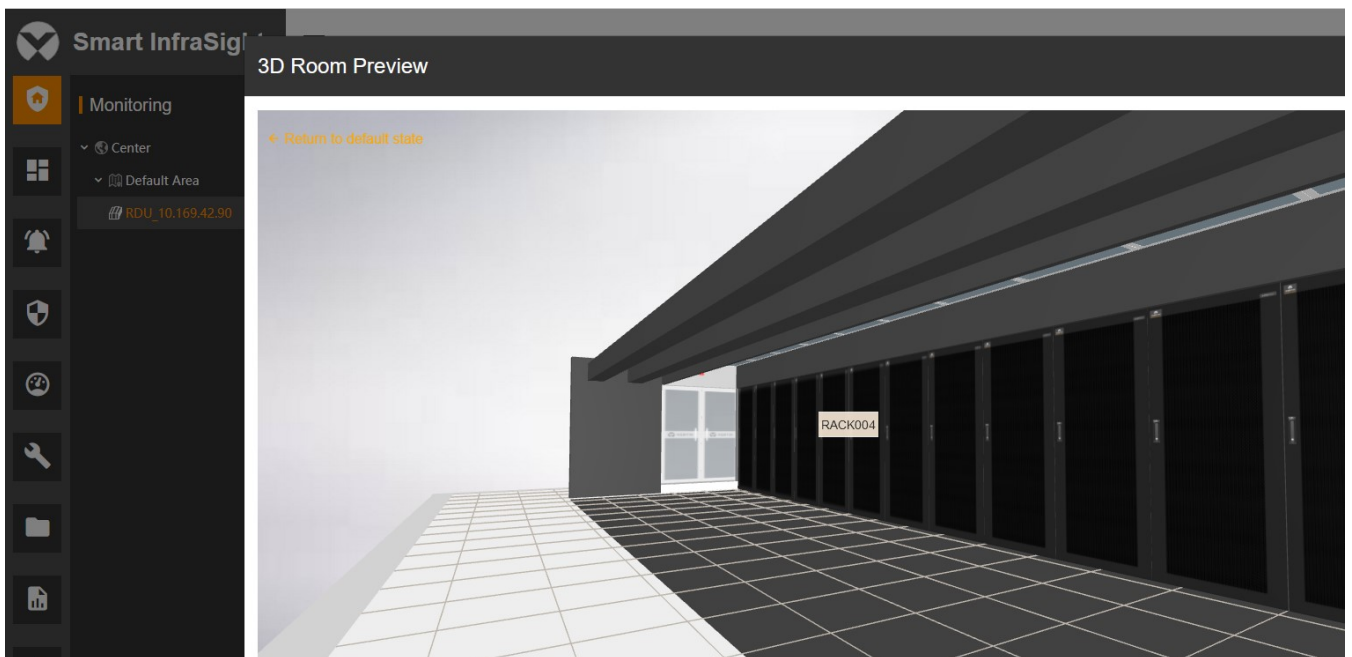 Smart InfraSig
3D Room Preview
Monitoring
← Return to default state
Center
Default Area
RDU_10.169.42.90
RACK004